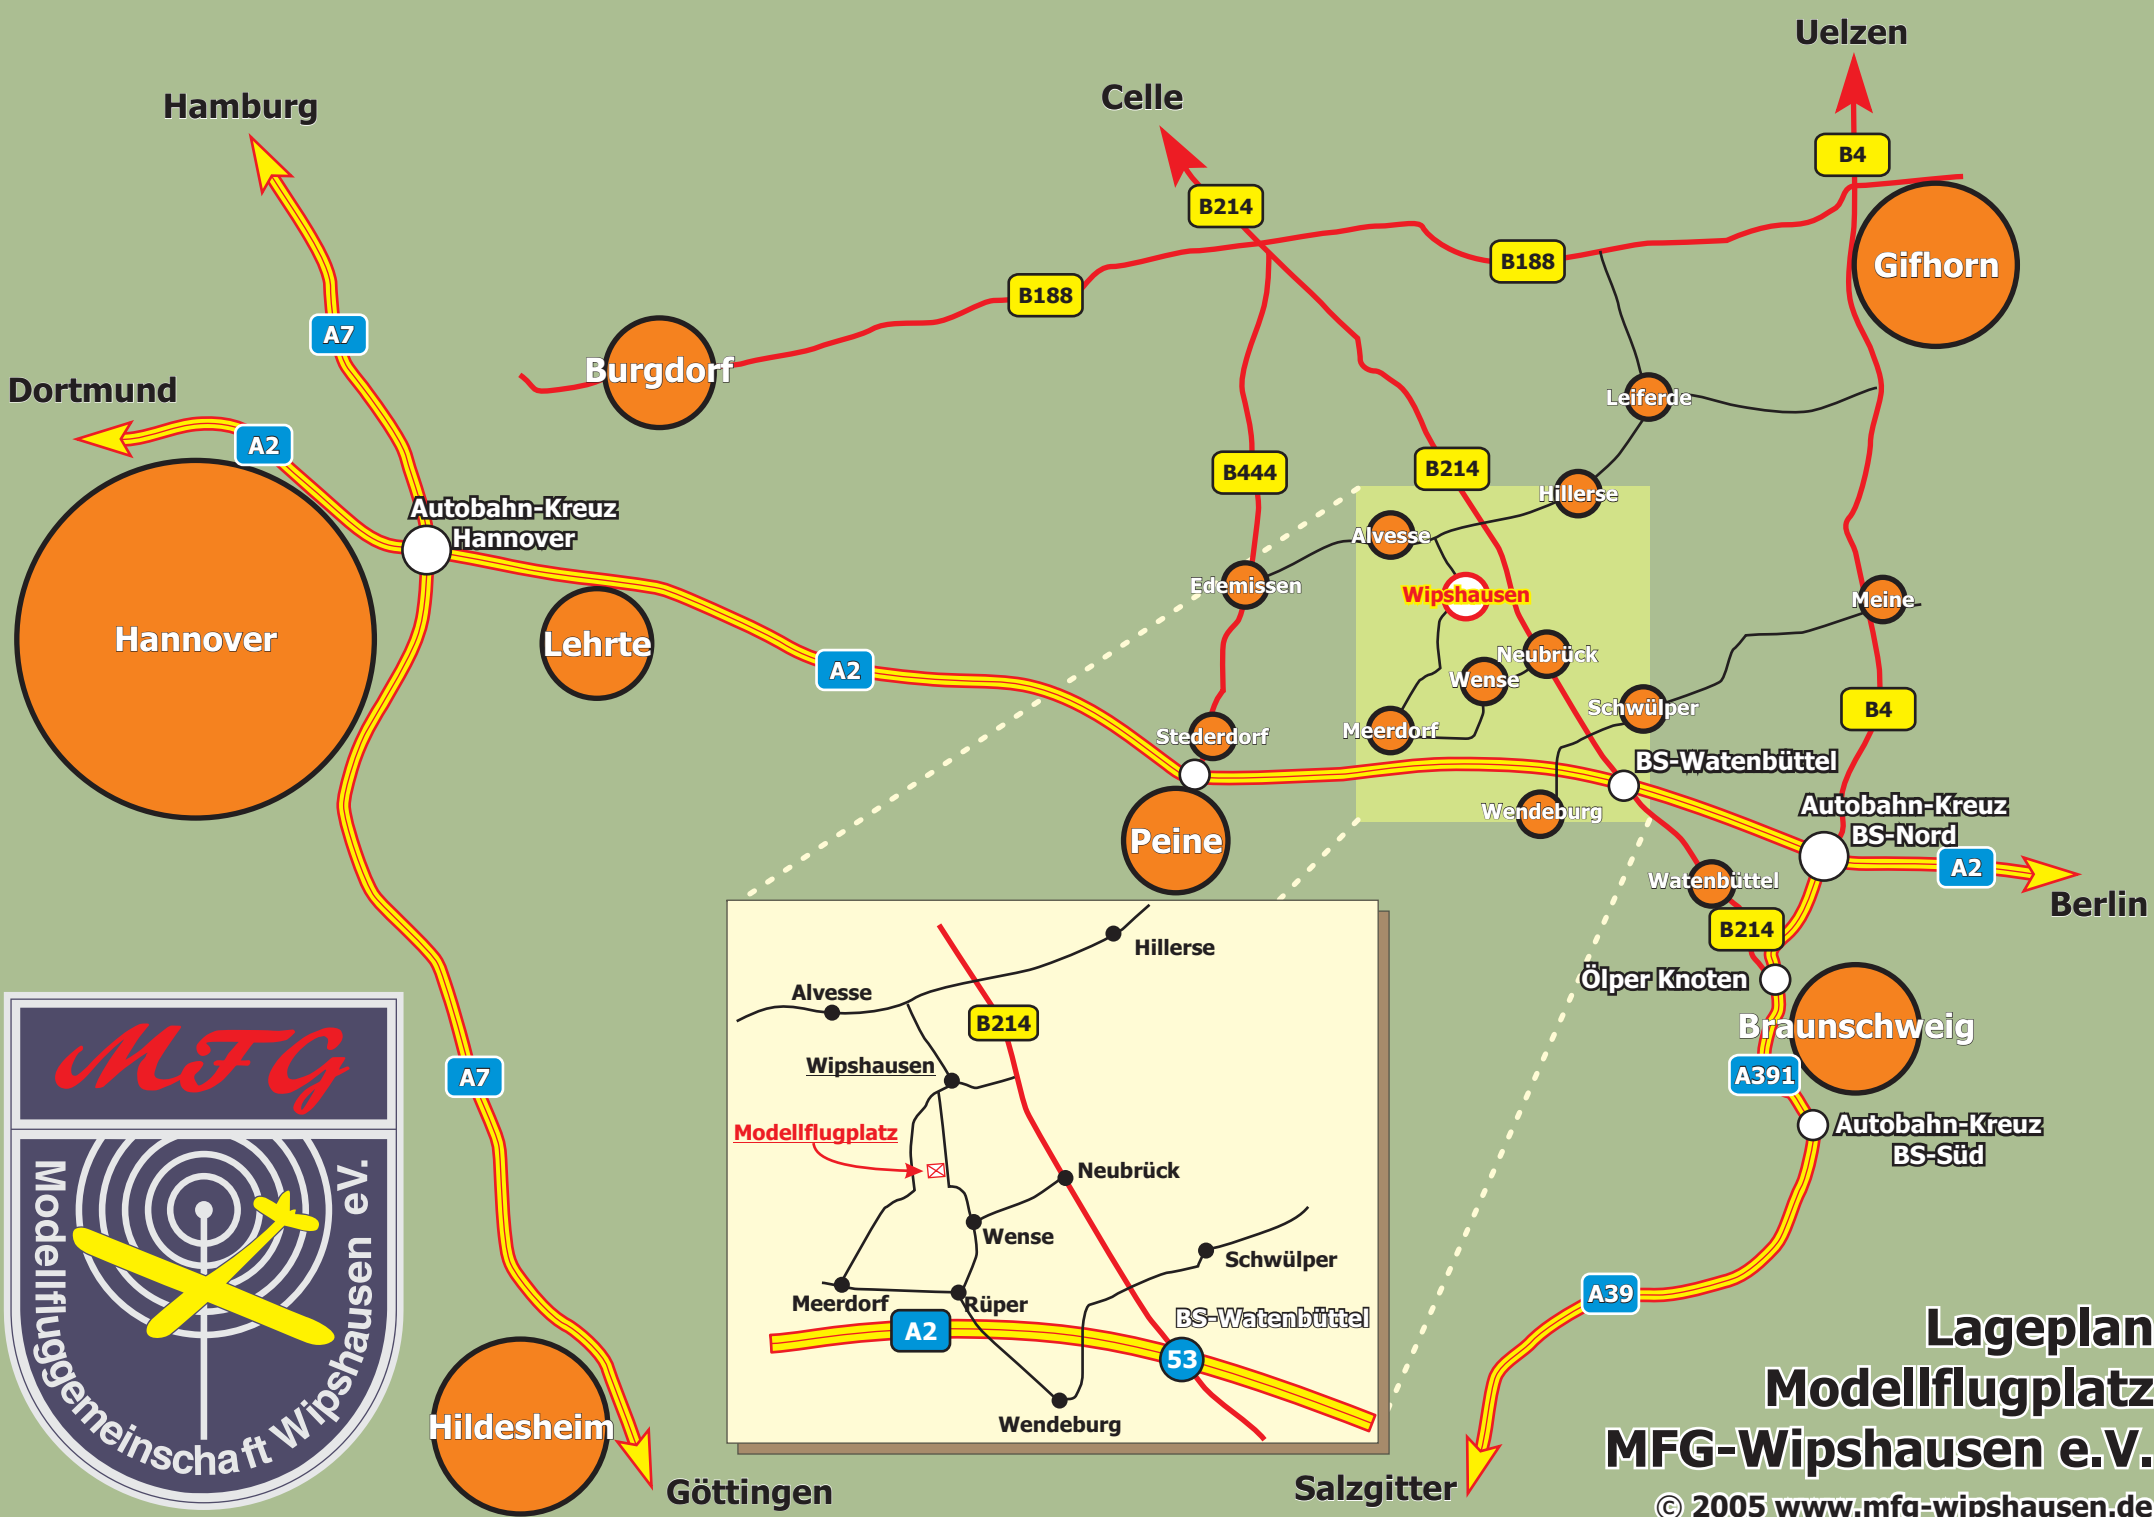 Uelzen
Celle
Hamburg
B4
B214
Gifhorn
B188
B188
A7
Burgdorf
Dortmund
Leiferde
A2
B444
B214
Hillerse
Autobahn-Kreuz
Hannover
Alvesse
Edemissen
Wipshausen
Meine
Hannover
Lehrte
Neubrück
A2
Wense
Schwülper
B4
Stederdorf
Meerdorf
BS-Watenbüttel
Wendeburg
Autobahn-Kreuz
BS-Nord
Peine
A2
Watenbüttel
Berlin
B214
Ölper Knoten
Braunschweig
A391
Autobahn-Kreuz
BS-Süd
A7
A39
Hildesheim
Göttingen
Salzgitter
Hillerse
Alvesse
B214
Wipshausen
Modellflugplatz
Neubrück
Wense
Schwülper
Meerdorf
Rüper
A2
BS-Watenbüttel
53
Wendeburg
MFG
Modellfluggemeinschaft Wipshausen eV.
Lageplan
Modellflugplatz
MFG-Wipshausen e.V.
© 2005 www.mfg-wipshausen.de